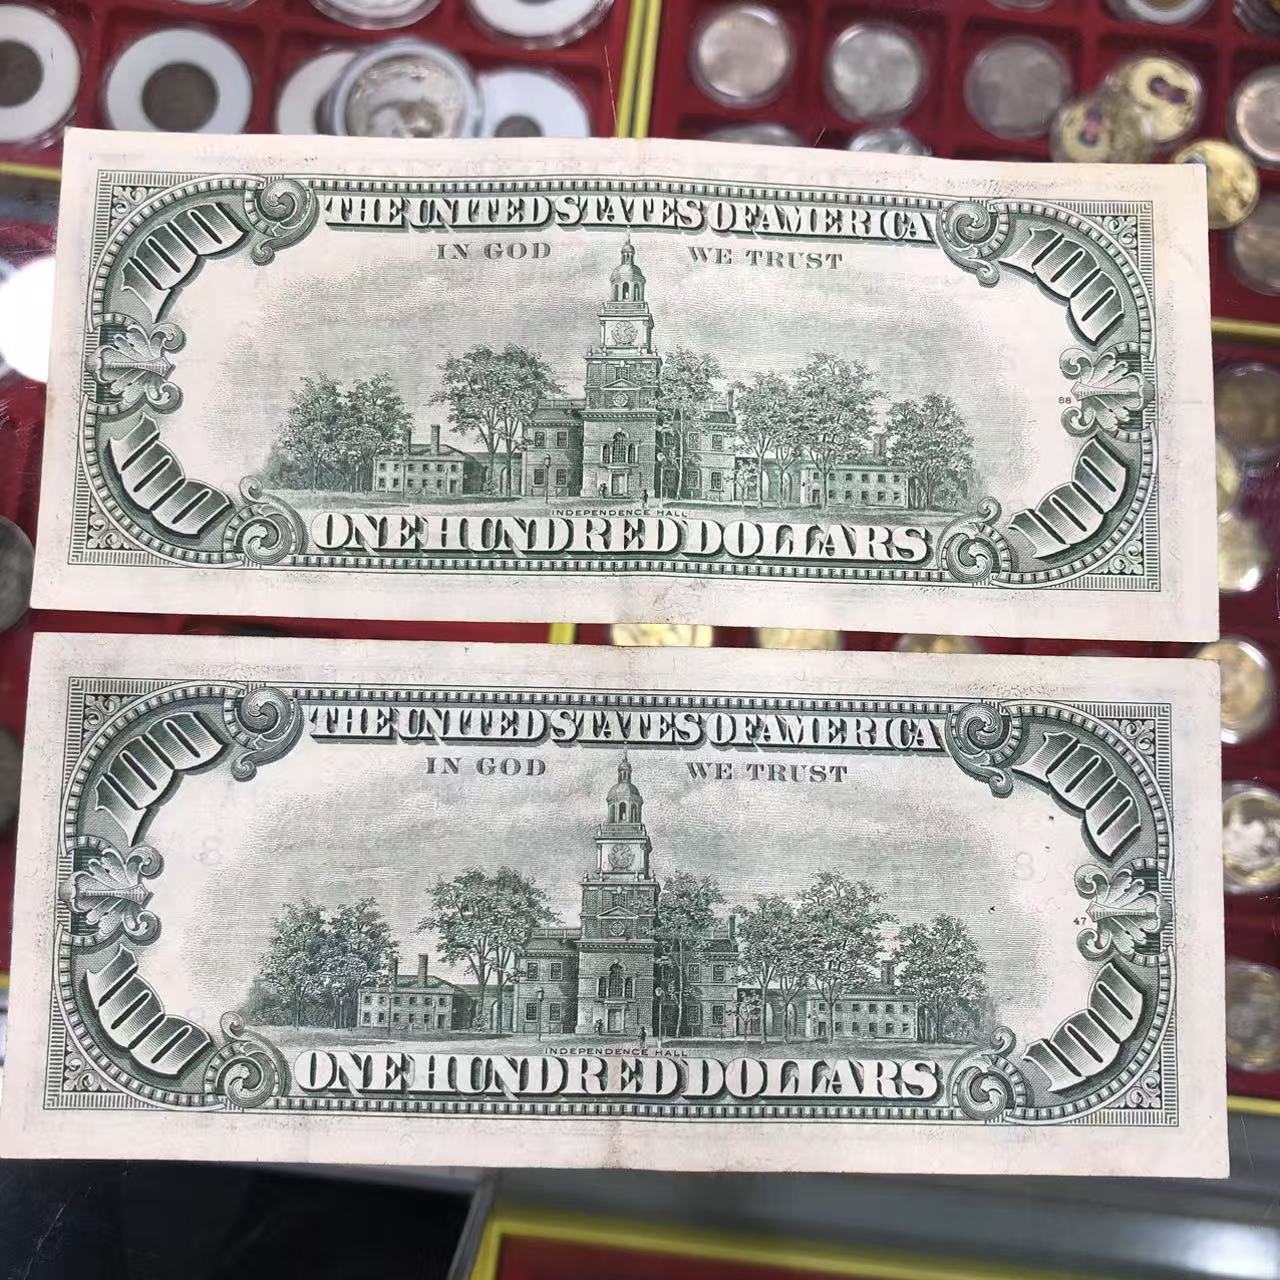 THE UNITED STATES OF AMERICA
IN GOD WE TRUST
100
100
100
100
88
INDEPENDENCE HALL
ONE HUNDRED DOLLARS
THE UNITED STATES OF AMERICA
IN GOD WE TRUST
100
100
47
100
100
INDEPENDENCE HALL
ONE HUNDRED DOLLARS